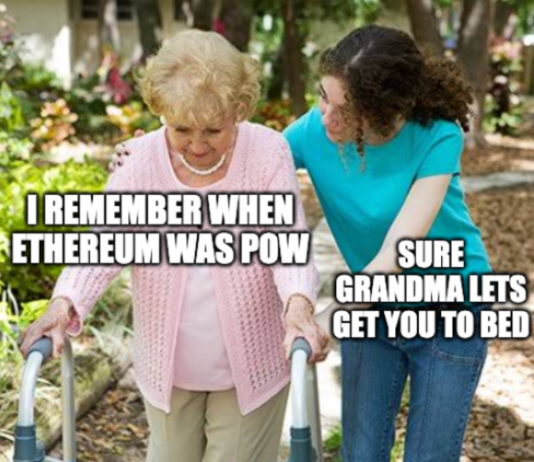 I REMEMBER WHEN
ETHEREUM WAS POW
SURE
GRANDMA LETS
GET YOU TO BED